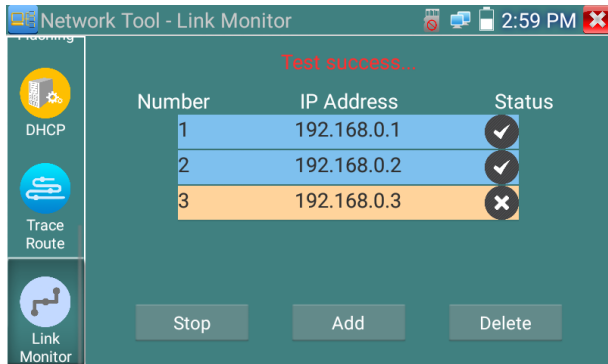 Network Tool - Link Monitor
2:59 PM
Test success...
Number IP Address Status
1 192.168.0.1
2 192.168.0.2
3 192.168.0.3
DHCP
Trace
Route
Link
Monitor
Stop Add Delete